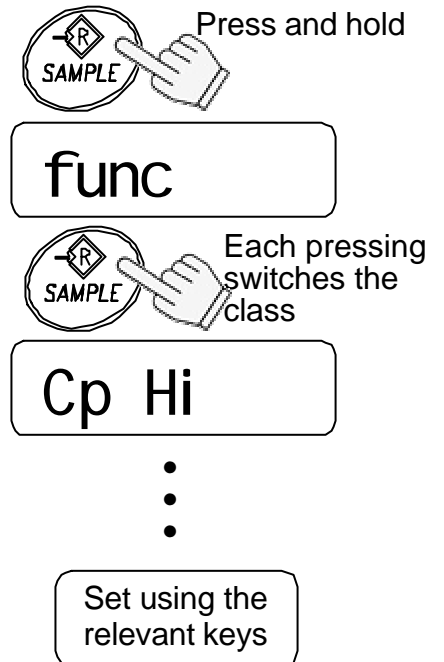 R
SAMPLE
Press and hold
func
R
SAMPLE
Each pressing
switches the
class
Cp Hi
Set using the
relevant keys